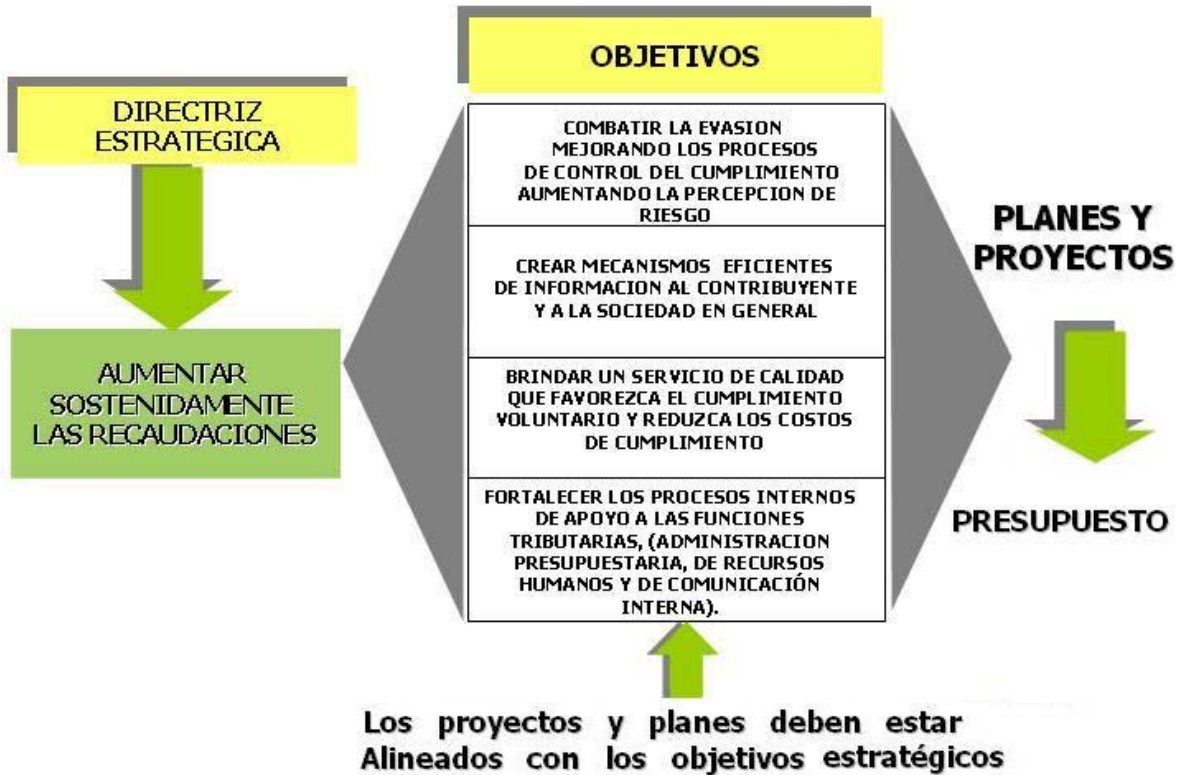 DIRECTRIZ
ESTRATEGICA
AUMENTAR
SOSTENIDAMENTE
LAS RECAUDACIONES
OBJETIVOS
COMBATIR LA EVASION
MEJORANDO LOS PROCESOS
DE CONTROL DEL CUMPLIMIENTO
AUMENTANDO LA PERCEPCION DE
RIESGO
CREAR MECANISMOS EFICIENTES
DE INFORMACION AL CONTRIBUYENTE
Y A LA SOCIEDAD EN GENERAL
BRINDAR UN SERVICIO DE CALIDAD
QUE FAVOREZCA EL CUMPLIMIENTO
VOLUNTARIO Y REDUZCA LOS COSTOS
DE CUMPLIMIENTO
FORTALECER LOS PROCESOS INTERNOS
DE APOYO A LAS FUNCIONES
TRIBUTARIAS, (ADMINISTRACION
PRESUPUESTARIA, DE RECURSOS
HUMANOS Y DE COMUNICACIÓN
INTERNA).
PLANES Y
PROYECTOS
PRESUPUESTO
Los proyectos y planes deben estar
Alineados con los objetivos estratégicos